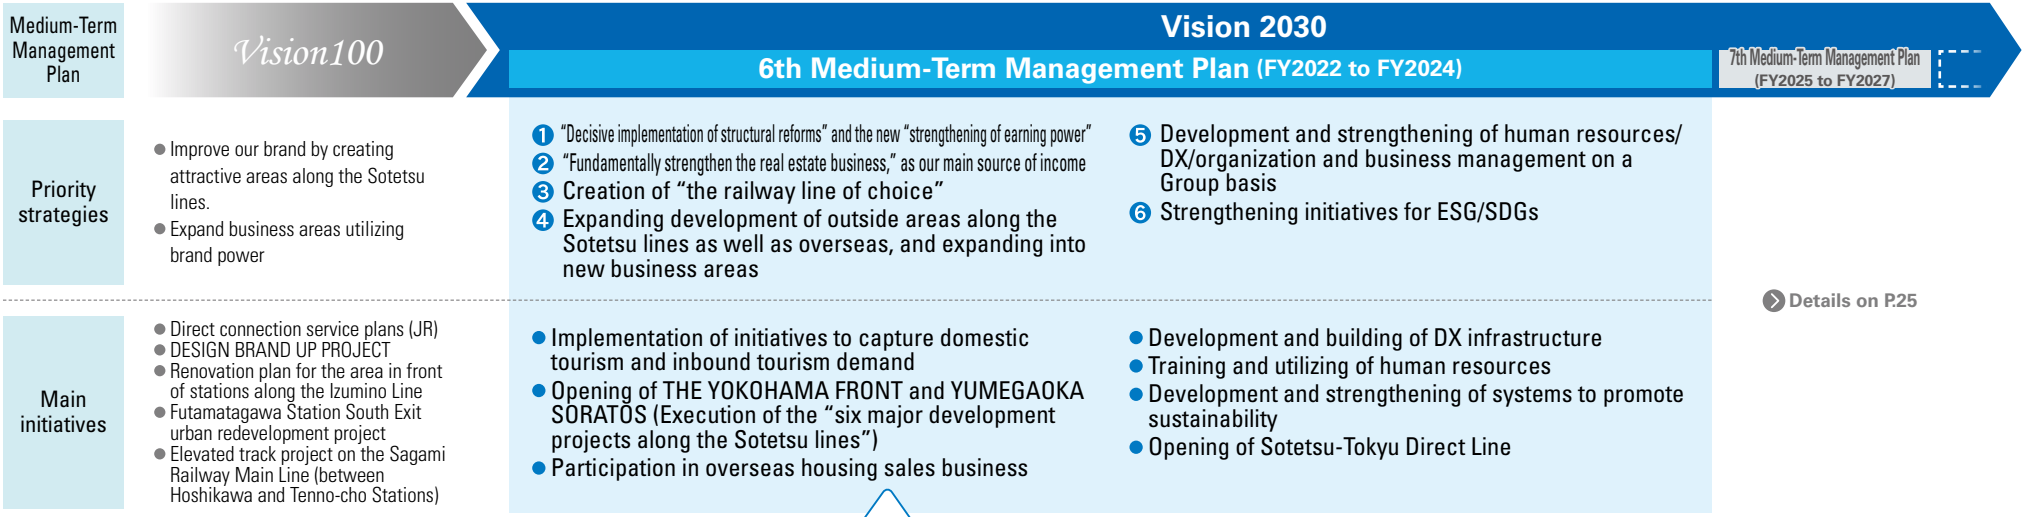 Medium-Term
Management
Plan
Vision100
Vision 2030
6th Medium-Term Management Plan (FY2022 to FY2024)
7th Medium-Term Management Plan
(FY2025 to FY2027)
Priority
strategies
● Improve our brand by creating
attractive areas along the Sotetsu
lines.
● Expand business areas utilizing
brand power
❶ “Decisive implementation of structural reforms” and the new “strengthening of earning power”
❷ “Fundamentally strengthen the real estate business,” as our main source of income
❸ Creation of “the railway line of choice”
❹ Expanding development of outside areas along the
Sotetsu lines as well as overseas, and expanding into
new business areas
❺ Development and strengthening of human resources/
DX/organization and business management on a
Group basis
❻ Strengthening initiatives for ESG/SDGs
Details on P.25
Main
initiatives
● Direct connection service plans (JR)
● DESIGN BRAND UP PROJECT
● Renovation plan for the area in front
of stations along the Izumino Line
● Futamatagawa Station South Exit
urban redevelopment project
● Elevated track project on the Sagami
Railway Main Line (between
Hoshikawa and Tenno-cho Stations)
● Implementation of initiatives to capture domestic
tourism and inbound tourism demand
● Opening of THE YOKOHAMA FRONT and YUMEGAOKA
SORATOS (Execution of the “six major development
projects along the Sotetsu lines”)
● Participation in overseas housing sales business
● Development and building of DX infrastructure
● Training and utilizing of human resources
● Development and strengthening of systems to promote
sustainability
● Opening of Sotetsu-Tokyu Direct Line